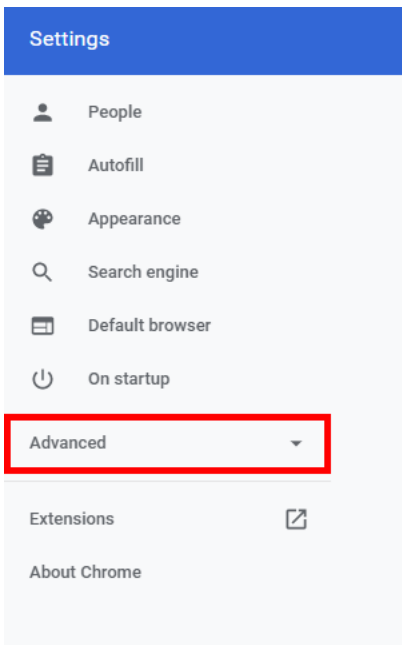 Settings
People
Autofill
Appearance
Search engine
Default browser
On startup
Advanced
Extensions
About Chrome